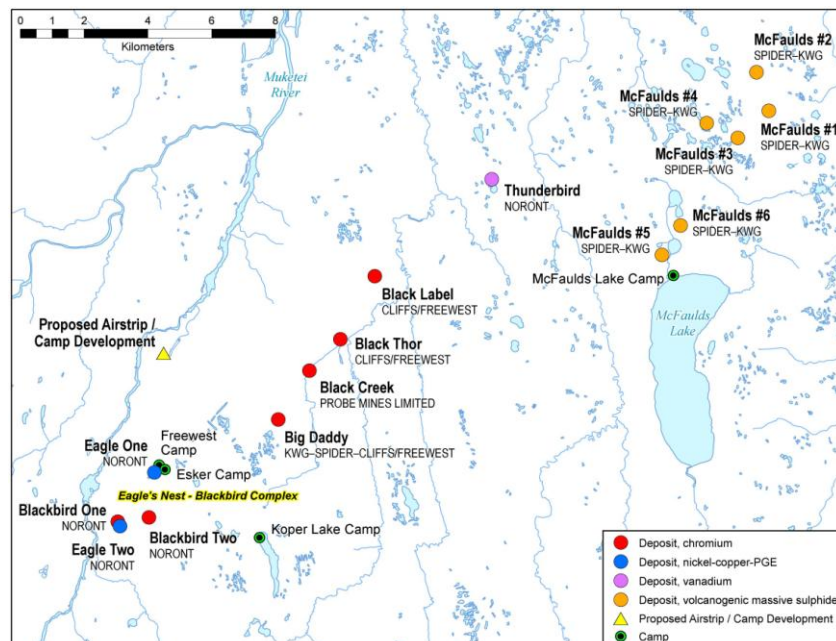 0 2 4 6 8
Kilometers
Muketei
River
McFaulds #2
SPIDER–KWG
McFaulds #4
SPIDER–KWG
McFaulds #1
SPIDER–KWG
McFaulds #3
SPIDER–KWG
Thunderbird
NORONT
McFaulds #6
SPIDER–KWG
McFaulds #5
SPIDER–KWG
McFaulds Lake Camp
McFaulds
Lake
Black Label
CLIFFS/FREEWEST
Proposed Airstrip /
Camp Development
Black Thor
CLIFFS/FREEWEST
Black Creek
PROBE MINES LIMITED
Big Daddy
KWG–SPIDER–CLIFFS/FREEWEST
Freewest
Camp
Eagle One
NORONT
Esker Camp
Eagle's Nest - Blackbird Complex
Blackbird One
NORONT
Blackbird Two
NORONT
Koper Lake Camp
Eagle Two
NORONT
Deposit, chromium
Deposit, nickel-copper-PGE
Deposit, vanadium
Deposit, volcanogenic massive sulphide
Proposed Airstrip / Camp Development
Camp